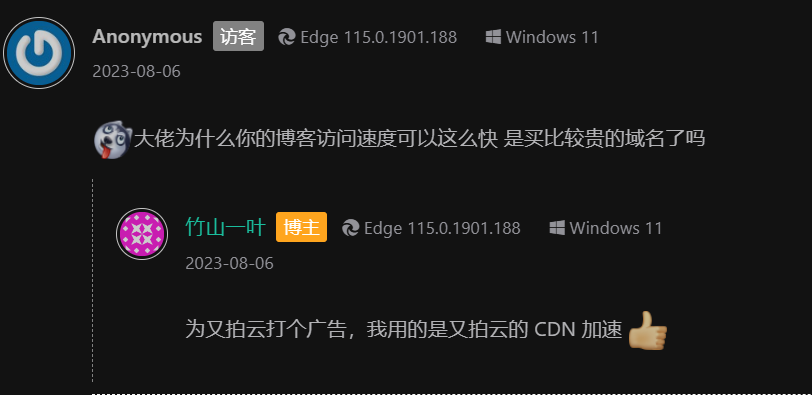 Anonymous 访客 Edge 115.0.1901.188 Windows 11
2023-08-06
大佬为什么你的博客访问速度可以这么快 是买比较贵的域名了吗
竹山一叶 博主 Edge 115.0.1901.188 Windows 11
2023-08-06
为又拍云打个广告，我用的是又拍云的 CDN 加速